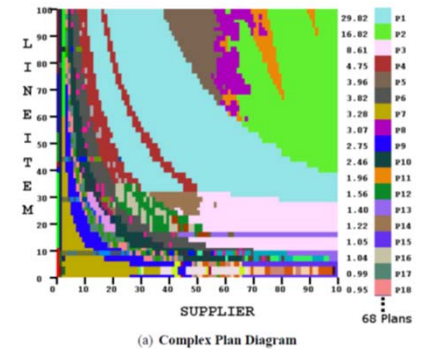 100
90
80
70
60
50
40
30
20
10
0
LINEITEM
0 10 20 30 40 50 60 70 80 90 100
SUPPLIER
29.82 P1
16.82 P2
8.61 P3
4.75 P4
3.96 P5
3.82 P6
3.28 P7
3.07 P8
2.75 P9
2.46 P10
1.96 P11
1.56 P12
1.40 P13
1.22 P14
1.05 P15
1.04 P16
0.99 P17
0.95 P18
68 Plans
(a) Complex Plan Diagram